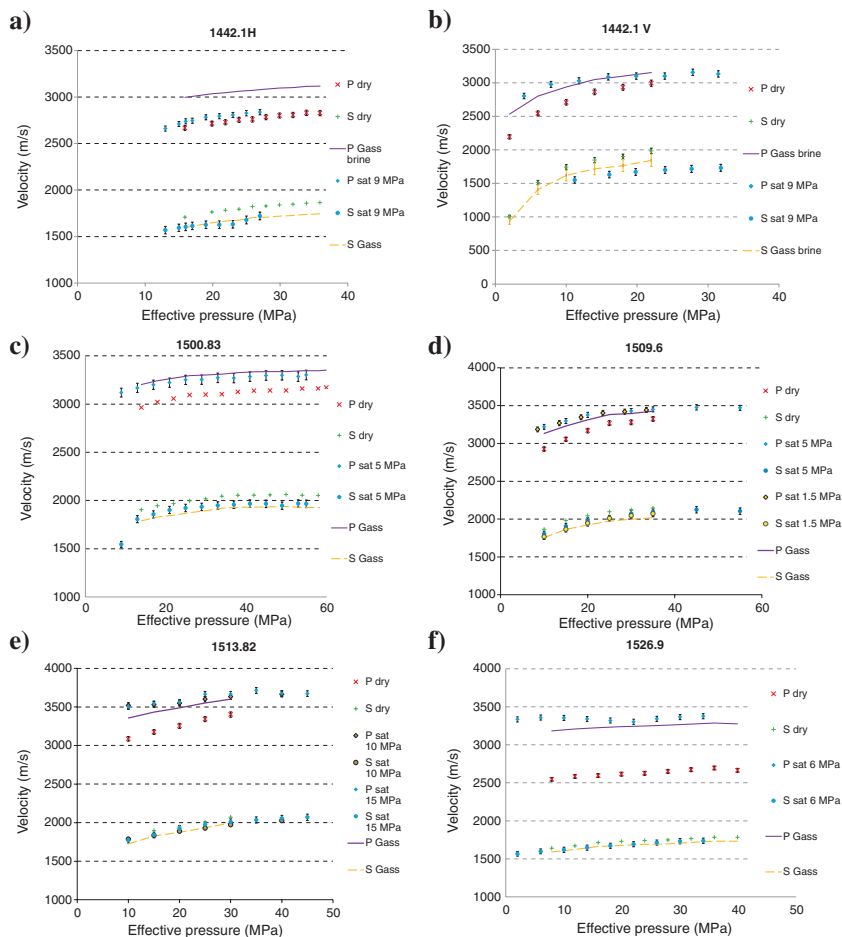 a)
1442.1H
3500
3000
2500
2000
1500
1000
Velocity (m/s)
0
10
20
30
40
Effective pressure (MPa)
P dry
S dry
P Gass
brine
P sat 9 MPa
S sat 9 MPa
S Gass
b)
1442.1 V
3500
3000
2500
2000
1500
1000
500
0
Velocity (m/s)
0
10
20
30
40
Effective pressure (MPa)
P dry
S dry
P Gass brine
P sat 9 MPa
S sat 9 MPa
S Gass brine
c)
1500.83
3500
3000
2500
2000
1500
1000
Velocity (m/s)
0
20
40
60
Effective pressure (MPa)
P dry
S dry
P sat 5 MPa
S sat 5 MPa
P Gass
S Gass
d)
1509.6
4000
3500
3000
2500
2000
1500
1000
Velocity (m/s)
0
20
40
60
Effective pressure (MPa)
P dry
S dry
P sat 5 MPa
S sat 5 MPa
P sat 1.5 MPa
S sat 1.5 MPa
P Gass
S Gass
e)
1513.82
4000
3500
3000
2500
2000
1500
1000
Velocity (m/s)
0
10
20
30
40
50
Effective pressure (MPa)
P dry
S dry
P sat
10 MPa
S sat
10 MPa
P sat
15 MPa
S sat
15 MPa
P Gass
S Gass
f)
1526.9
4000
3500
3000
2500
2000
1500
1000
Velocity (m/s)
0
10
20
30
40
50
Effective pressure (MPa)
P dry
S dry
P sat 6 MPa
S sat 6 MPa
P Gass
S Gass